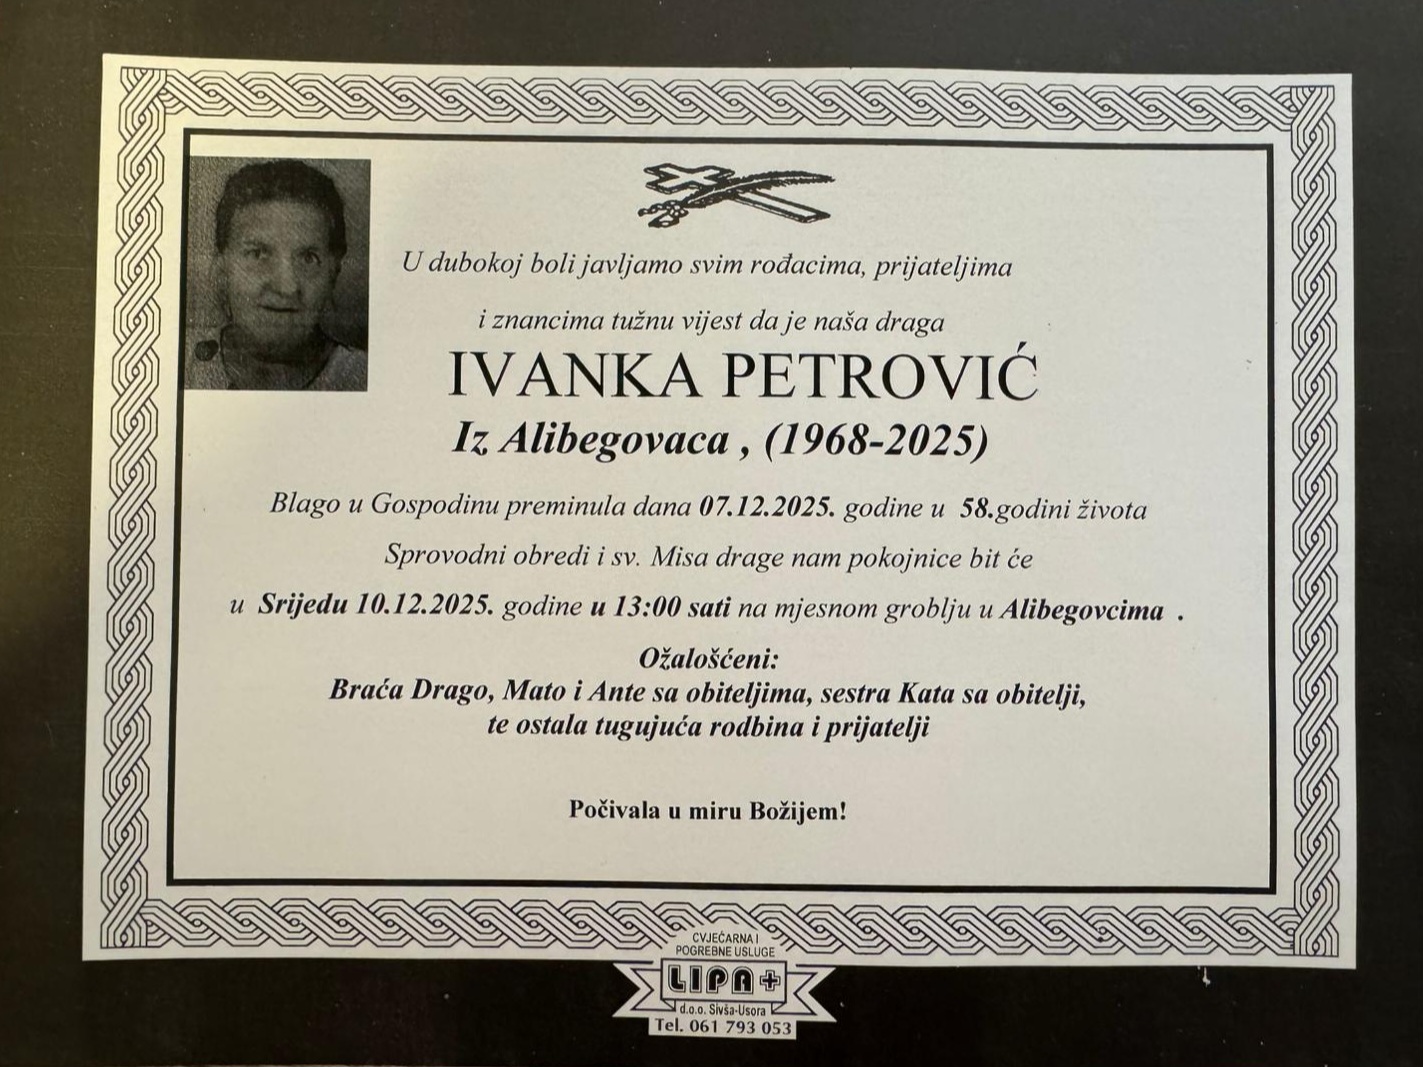 U dubokoj boli javljamo svim rođacima, prijateljima
i znancima tužnu vijest da je naša draga
IVANKA PETROVIĆ
Iz Alibegovaca , (1968-2025)
Blago u Gospodinu preminula dana 07.12.2025. godine u 58.godini života
Sprovodni obredi i sv. Misa drage nam pokojnice bit će
u Srijedu 10.12.2025. godine u 13:00 sati na mjesnom groblju u Alibegovcima .
Ožalošćeni:
Braća Drago, Mato i Ante sa obiteljima, sestra Kata sa obitelji,
te ostala tugujuća rodbina i prijatelji
Počivala u miru Božijem!
CVJEĆARNA I
POGREBNE USLUGE
LIPA+
d.o.o. Sivša-Usora
Tel. 061 793 053